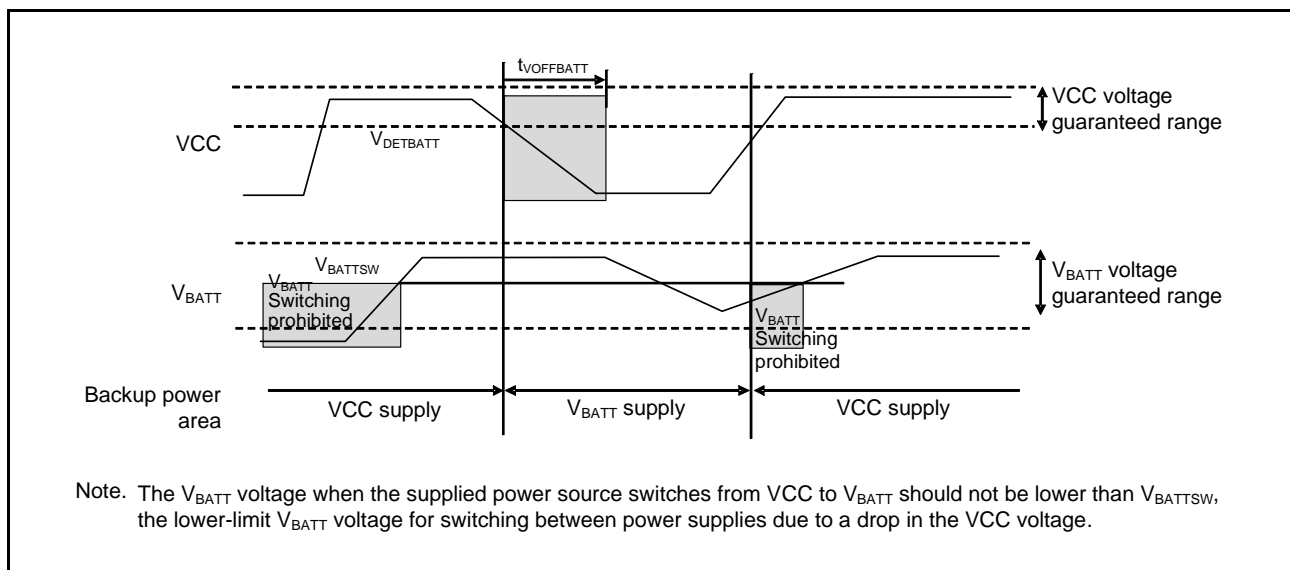 tVOFFBATT
VCC voltage
guaranteed range
VCC
VDETBATT
VBATTSW
VBATT
VBATT
Switching
prohibited
VBATT voltage
guaranteed range
VBATT
Switching
prohibited
Backup power
area
VCC supply
VBATT supply
VCC supply
Note. The VBATT voltage when the supplied power source switches from VCC to VBATT should not be lower than VBATTSW,
the lower-limit VBATT voltage for switching between power supplies due to a drop in the VCC voltage.